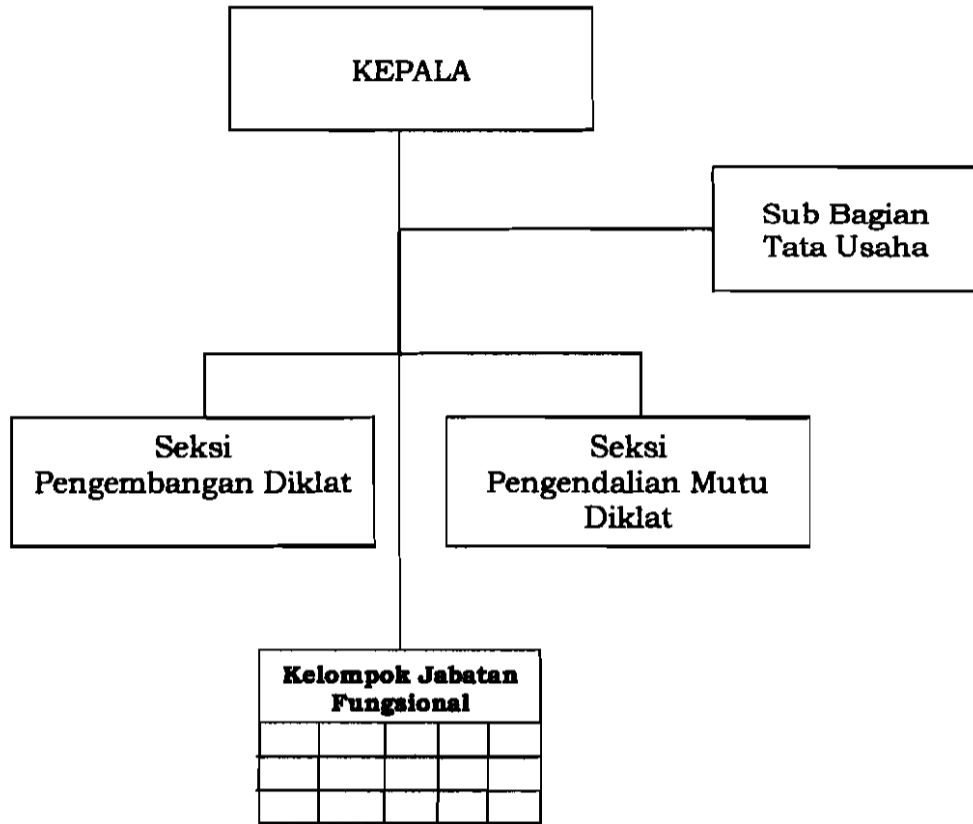 KEPALA
Sub Bagian
Tata Usaha
Seksi
Pengembangan Diklat
Seksi
Pengendalian Mutu
Diklat
Kelompok Jabatan
Fungsional